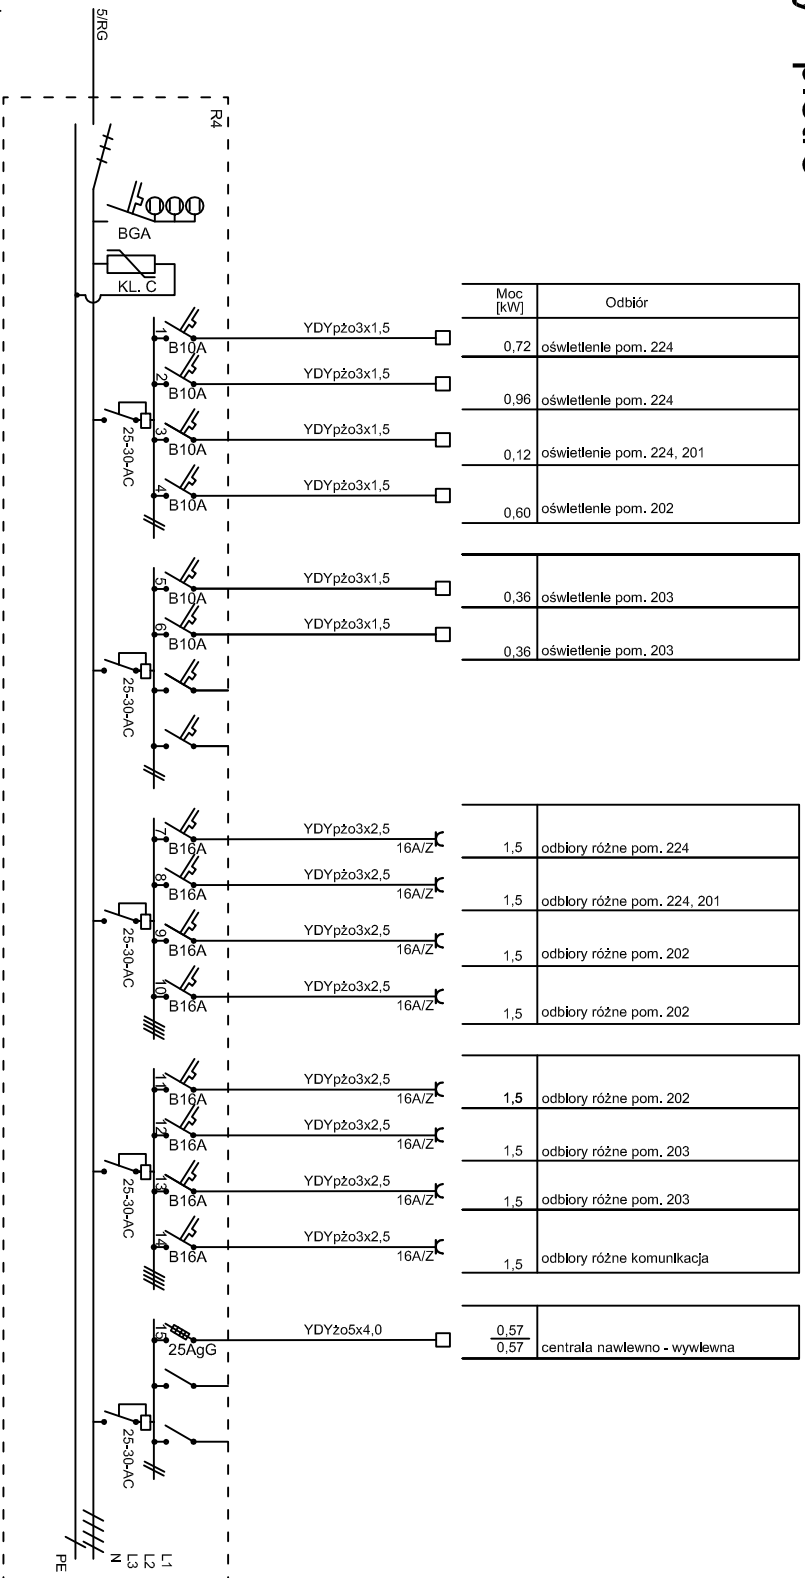 5/RG
R4
BGA
KL. C
Moc
[kW]
Odbiór
1
B10A
YDYpżo3x1,5
0,72
oświetlenie pom. 224
2
B10A
YDYpżo3x1,5
0,96
oświetlenie pom. 224
3
B10A
YDYpżo3x1,5
0,12
oświetlenie pom. 224, 201
4
B10A
YDYpżo3x1,5
0,60
oświetlenie pom. 202
25-30-AC
5
B10A
YDYpżo3x1,5
0,36
oświetlenie pom. 203
6
B10A
YDYpżo3x1,5
0,36
oświetlenie pom. 203
25-30-AC
7
B16A
YDYpżo3x2,5
16A/Z
1,5
odbiory różne pom. 224
8
B16A
YDYpżo3x2,5
16A/Z
1,5
odbiory różne pom. 224, 201
9
B16A
YDYpżo3x2,5
16A/Z
1,5
odbiory różne pom. 202
10
B16A
YDYpżo3x2,5
16A/Z
1,5
odbiory różne pom. 202
25-30-AC
11
B16A
YDYpżo3x2,5
16A/Z
1,5
odbiory różne pom. 202
12
B16A
YDYpżo3x2,5
16A/Z
1,5
odbiory różne pom. 203
13
B16A
YDYpżo3x2,5
16A/Z
1,5
odbiory różne pom. 203
14
B16A
YDYpżo3x2,5
16A/Z
1,5
odbiory różne komunikacja
25-30-AC
15
25AgG
YDYżo5x4,0
0,57
0,57
centrala nawiewno - wywiewna
25-30-AC
L1
L2
L3
N
PE